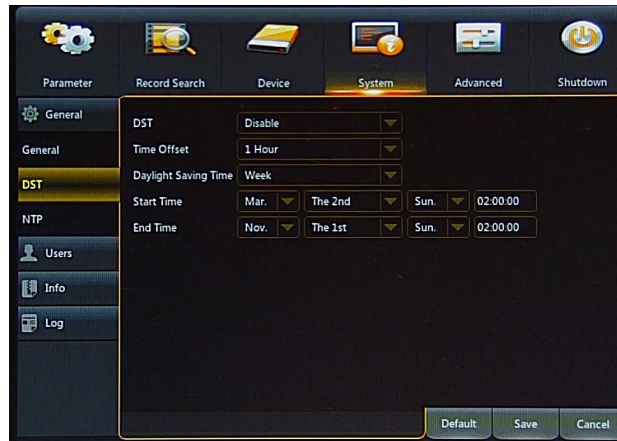 Parameter Record Search Device System Advanced Shutdown
General
General
DST
NTP
Users
Info
Log
DST Disable
Time Offset 1 Hour
Daylight Saving Time Week
Start Time Mar. The 2nd Sun. 02:00:00
End Time Nov. The 1st Sun. 02:00:00
Default Save Cancel